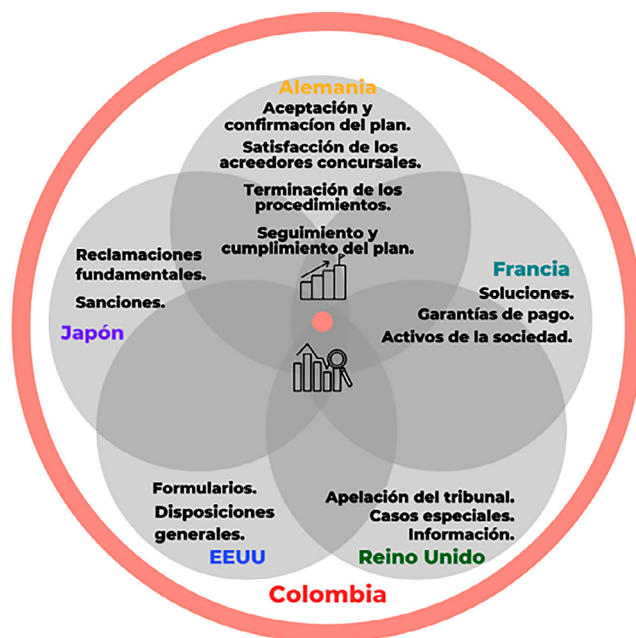 Alemania
Aceptación y
confirmacíon del plan.
Satisfacción de los
acreedores concursales.
Terminación de los
procedimientos.
Seguimiento y
cumplimiento del plan.
Reclamaciones
fundamentales.
Sanciones.
Japón
Francia
Soluciones.
Garantías de pago.
Activos de la sociedad.
Formularios.
Disposiciones
generales.
EEUU
Apelación del tribunal.
Casos especiales.
Información.
Reino Unido
Colombia